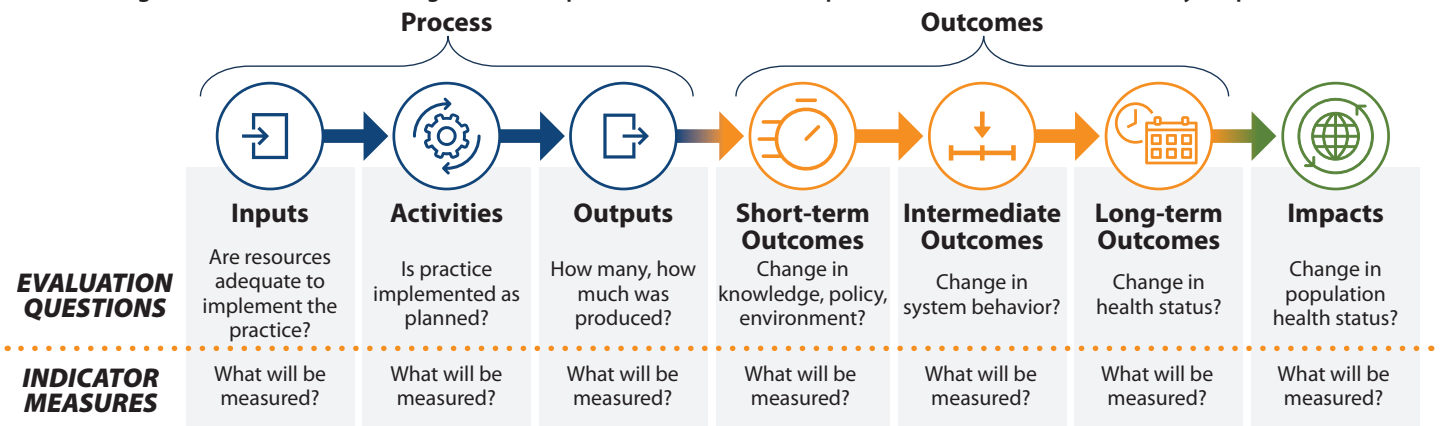 Process
Outcomes
Inputs
Activities
Outputs
Short-term
Outcomes
Intermediate
Outcomes
Long-term
Outcomes
Impacts
EVALUATION
QUESTIONS
Are resources
adequate to
implement the
practice?
Is practice
implemented as
planned?
How many, how
much was
produced?
Change in
knowledge, policy,
environment?
Change in
system behavior?
Change in
health status?
Change in
population
health status?
INDICATOR
MEASURES
What will be
measured?
What will be
measured?
What will be
measured?
What will be
measured?
What will be
measured?
What will be
measured?
What will be
measured?